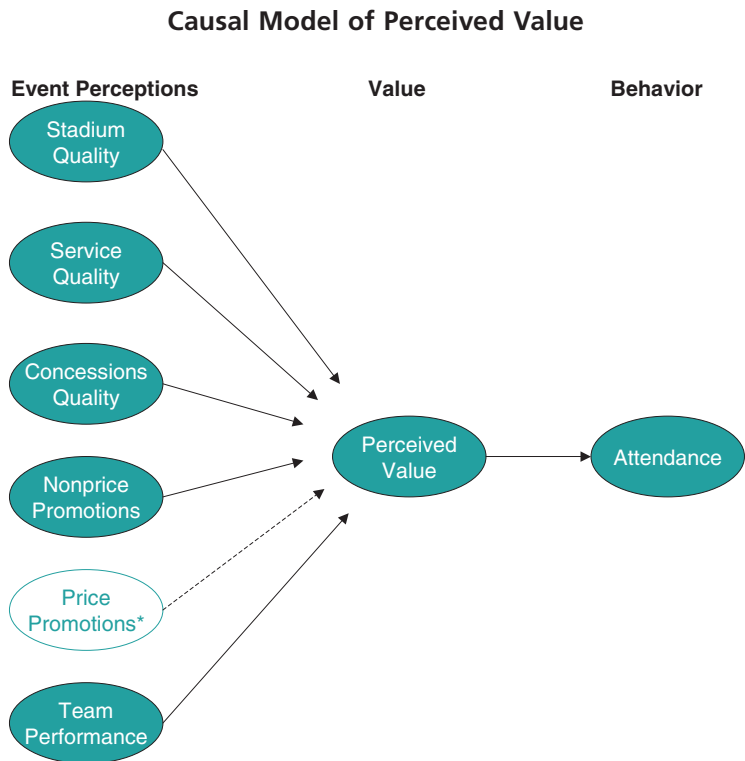 Causal Model of Perceived Value
Event Perceptions
Value
Behavior
Stadium
Quality
Service
Quality
Concessions
Quality
Nonprice
Promotions
Price
Promotions*
Team
Performance
Perceived
Value
Attendance